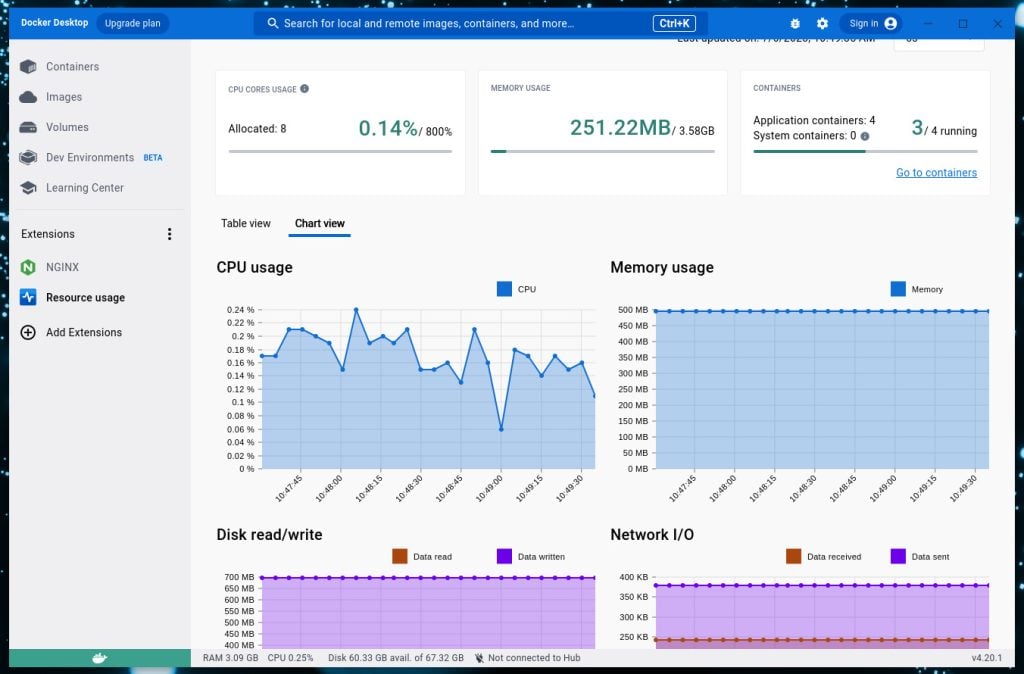 Docker Desktop
Upgrade plan
Search for local and remote images, containers, and more...
Ctrl+K
Sign in
Containers
Images
Volumes
Dev Environments BETA
Learning Center
Extensions
NGINX
Resource usage
Add Extensions
CPU CORES USAGE
Allocated: 8
0.14% / 800%
MEMORY USAGE
251.22MB / 3.58GB
CONTAINERS
Application containers: 4
System containers: 0
3 / 4 running
Go to containers
Table view
Chart view
CPU usage
CPU
0.24 %
0.22 %
0.2 %
0.18 %
0.16 %
0.14 %
0.12 %
0.1 %
0.08 %
0.06 %
0.04 %
0.02 %
0 %
10:47:45
10:48:00
10:48:15
10:48:30
10:48:45
10:49:00
10:49:15
10:49:30
Memory usage
Memory
500 MB
450 MB
400 MB
350 MB
300 MB
250 MB
200 MB
150 MB
100 MB
50 MB
0 MB
10:47:45
10:48:00
10:48:15
10:48:30
10:48:45
10:49:00
10:49:15
10:49:30
Disk read/write
Data read
Data written
700 MB
650 MB
600 MB
550 MB
500 MB
450 MB
400 MB
Network I/O
Data received
Data sent
400 KB
350 KB
300 KB
250 KB
RAM 3.09 GB CPU 0.25% Disk 60.33 GB avail. of 67.32 GB Not connected to Hub
v4.20.1